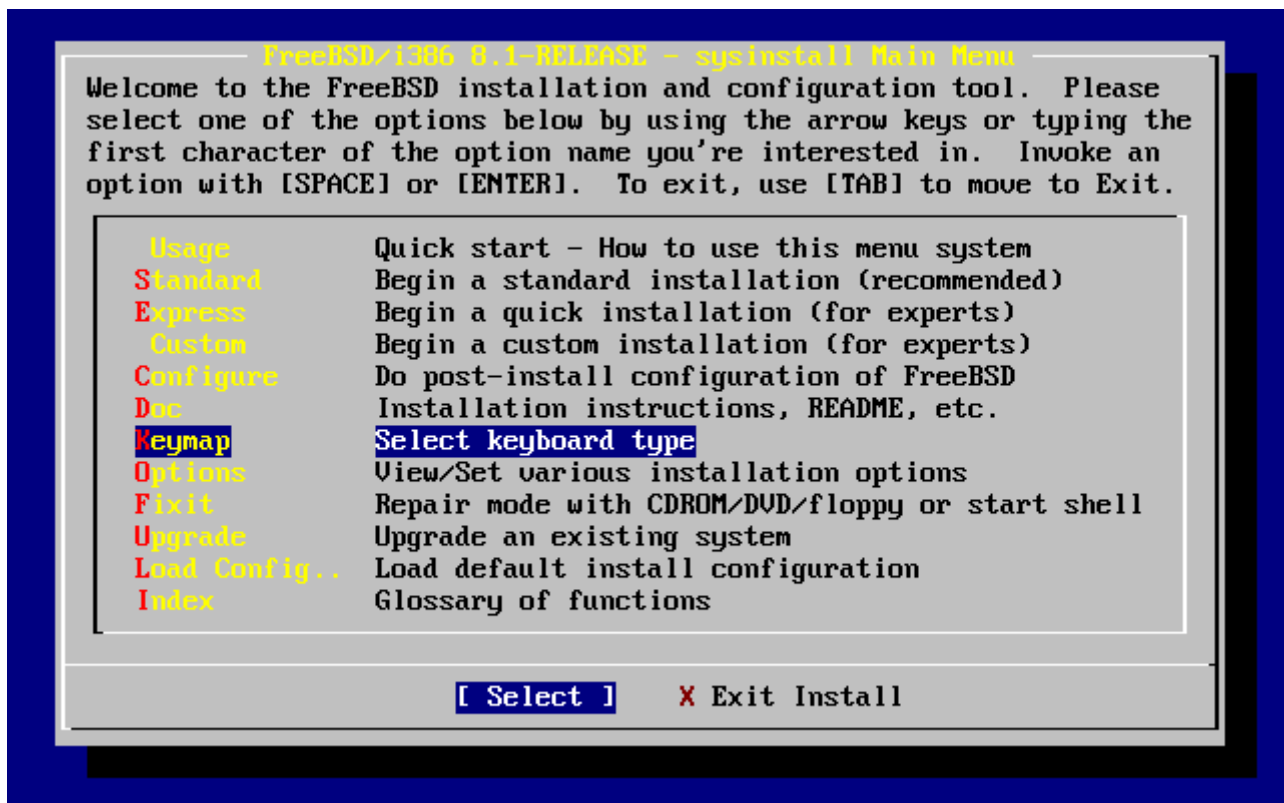 FreeBSD/i386 8.1-RELEASE - sysinstall Main Menu
Welcome to the FreeBSD installation and configuration tool.  Please
select one of the options below by using the arrow keys or typing the
first character of the option name you're interested in.  Invoke an
option with [SPACE] or [ENTER].  To exit, use [TAB] to move to Exit.
Usage Quick start - How to use this menu system
Standard Begin a standard installation (recommended)
Express Begin a quick installation (for experts)
Custom Begin a custom installation (for experts)
Configure Do post-install configuration of FreeBSD
Doc Installation instructions, README, etc.
Keymap Select keyboard type
Options View/Set various installation options
Fixit Repair mode with CDROM/DVD/floppy or start shell
Upgrade Upgrade an existing system
Load Config.. Load default install configuration
Index Glossary of functions
[ Select ] X Exit Install